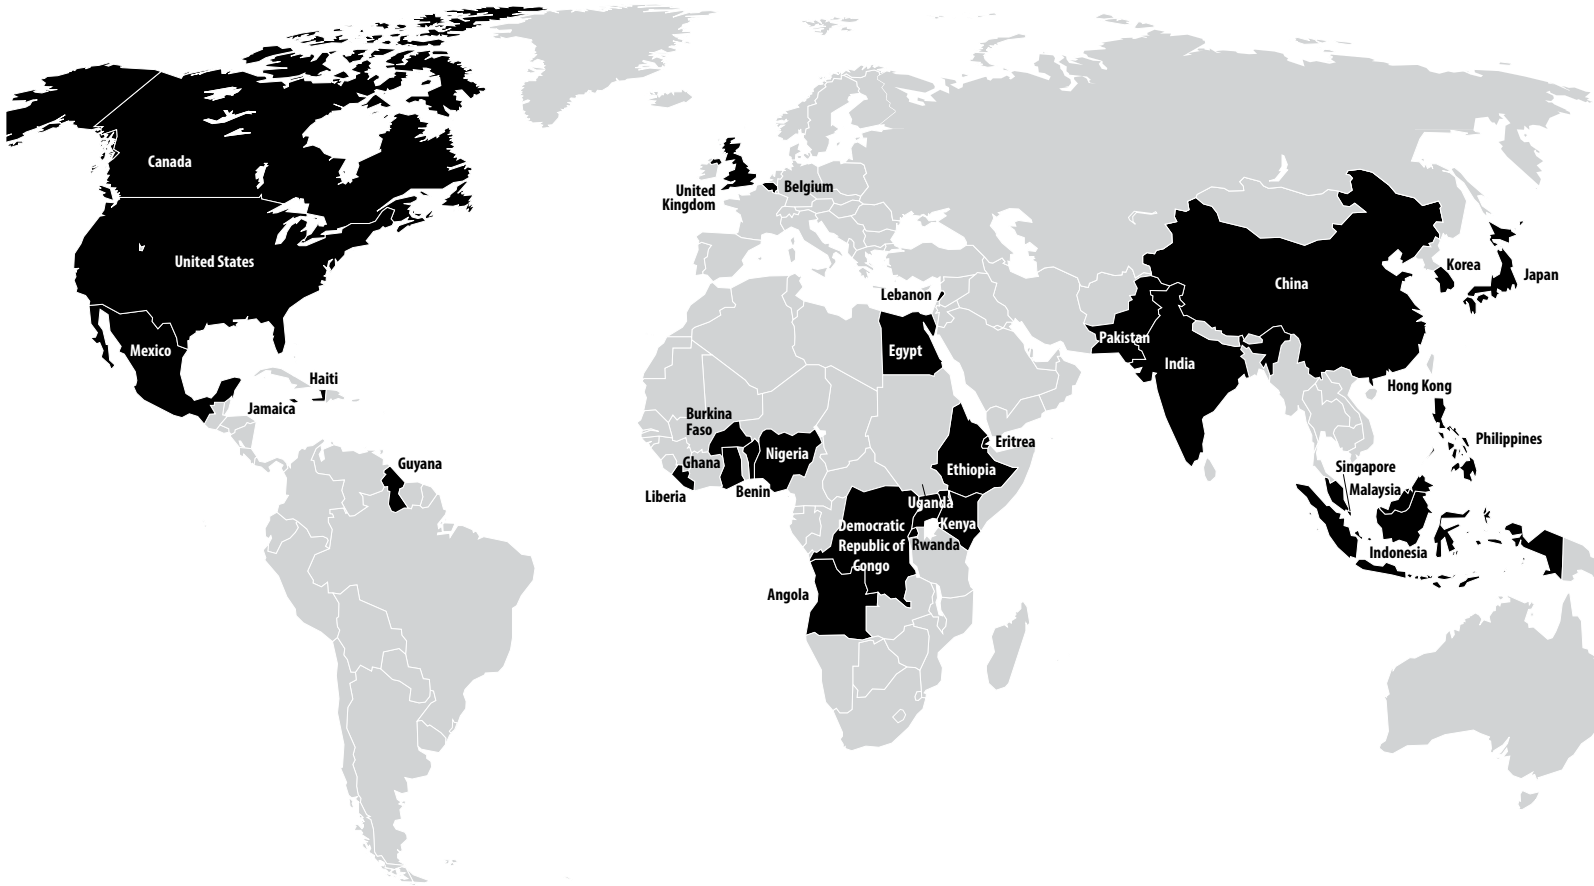 Canada
United States
Mexico
Haiti
Jamaica
Guyana
United
Kingdom
Belgium
Lebanon
Egypt
Burkina
Faso
Ghana
Nigeria
Liberia
Benin
Eritrea
Ethiopia
Uganda
Kenya
Democratic
Republic of
Congo
Rwanda
Angola
China
Korea
Japan
Pakistan
India
Hong Kong
Philippines
Singapore
Malaysia
Indonesia